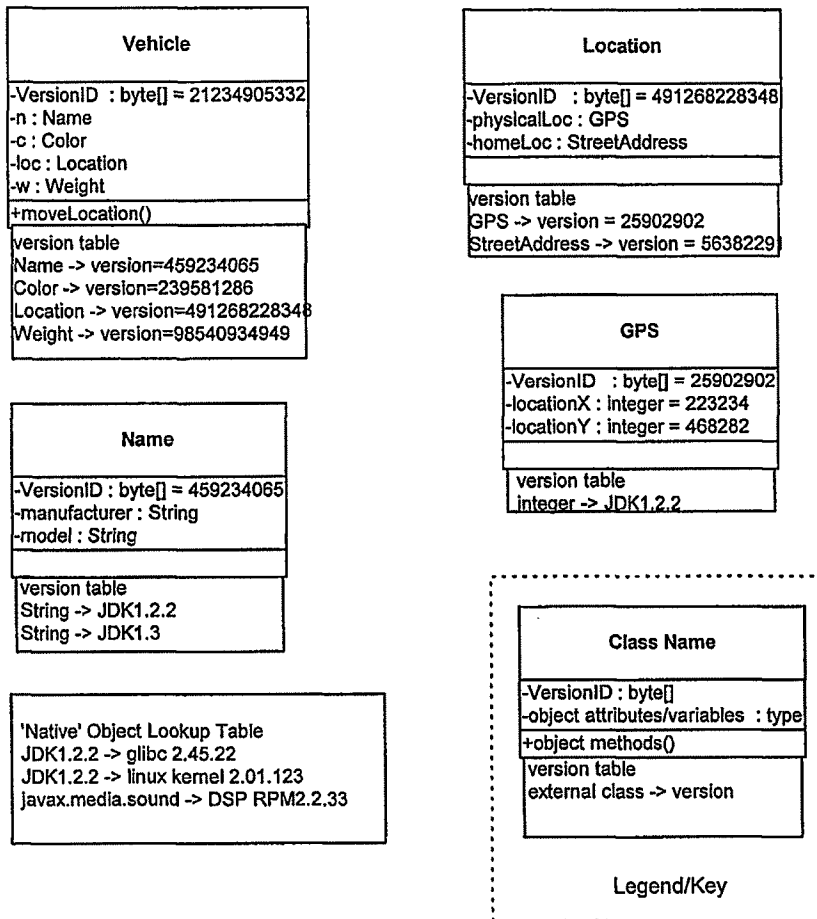 Vehicle
-VersionID : byte[] = 21234905332
-n : Name
-c : Color
-loc : Location
-w : Weight
+moveLocation()
version table
Name -> version=459234065
Color -> version=239581286
Location -> version=491268228348
Weight -> version=98540934949
Name
-VersionID : byte[] = 459234065
-manufacturer : String
-model : String
version table
String -> JDK1.2.2
String -> JDK1.3
'Native' Object Lookup Table
JDK1.2.2 -> glibc 2.45.22
JDK1.2.2 -> linux kernel 2.01.123
javax.media.sound -> DSP RPM2.2.33
Location
-VersionID : byte[] = 491268228348
-physicalLoc : GPS
-homeLoc : StreetAddress
version table
GPS -> version = 25902902
StreetAddress -> version = 56382291
GPS
-VersionID : byte[] = 25902902
-locationX : integer = 223234
-locationY : integer = 468282
version table
integer -> JDK1.2.2
Class Name
-VersionID : byte[]
-object attributes/variables : type
+object methods()
version table
external class -> version
Legend/Key